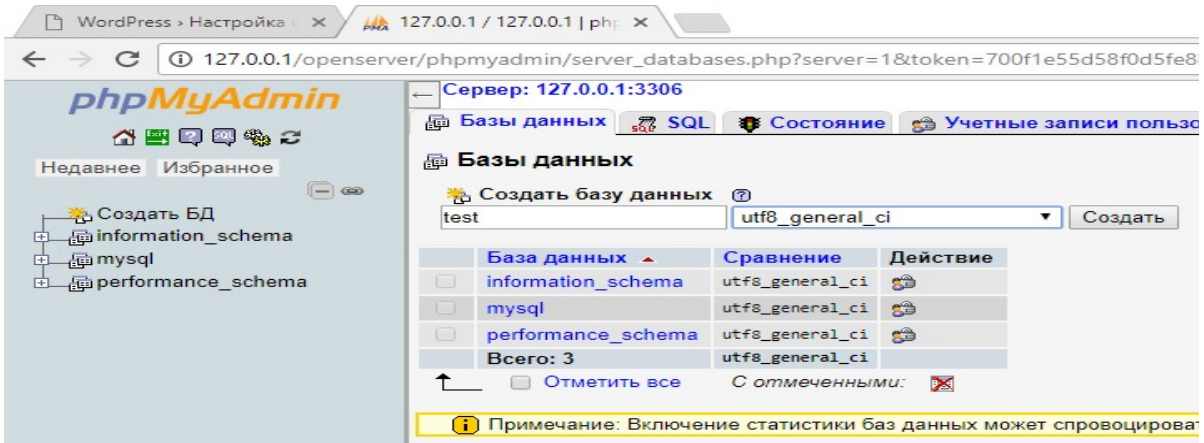 WordPress › Настройка
127.0.0.1 / 127.0.0.1 | php
127.0.0.1/openserver/phpmyadmin/server_databases.php?server=1&token=700f1e55d58f0d5fe8
phpMyAdmin
Недавнее Избранное
Создать БД
information_schema
mysql
performance_schema
Сервер: 127.0.0.1:3306
Базы данных SQL Состояние Учетные записи пользо
Базы данных
Создать базу данных
test utf8_general_ci Создать
База данных Сравнение Действие
information_schema utf8_general_ci
mysql utf8_general_ci
performance_schema utf8_general_ci
Всего: 3 utf8_general_ci
Отметить все С отмеченными:
Примечание: Включение статистики баз данных может спровоцироват